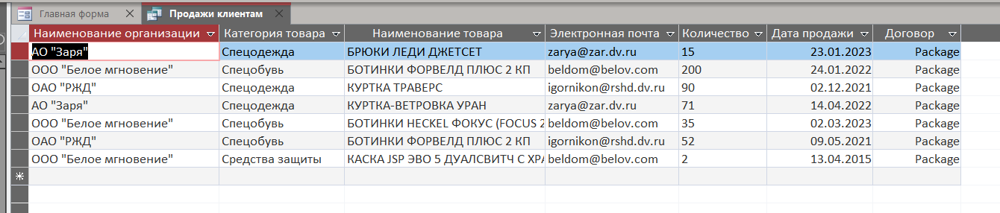 Главная форма Продажи клиентам
Наименование организации Категория товара Наименование товара Электронная почта Количество Дата продажи Договор
АО "Заря" Спецодежда БРЮКИ ЛЕДИ ДЖЕТСЕТ zarya@zar.dv.ru 15 23.01.2023 Package
ООО "Белое мгновение" Спецобувь БОТИНКИ ФОРВЕЛД ПЛЮС 2 КП beldom@belov.com 200 24.01.2022 Package
ОАО "РЖД" Спецодежда КУРТКА ТРАВЕРС igornikon@rshd.dv.ru 90 02.12.2021 Package
АО "Заря" Спецодежда КУРТКА-ВЕТРОВКА УРАН zarya@zar.dv.ru 71 14.04.2022 Package
ООО "Белое мгновение" Спецобувь БОТИНКИ HECKEL ФОКУС (FOCUS 2 beldom@belov.com 35 02.03.2023 Package
ОАО "РЖД" Спецобувь БОТИНКИ ФОРВЕЛД ПЛЮС 2 КП igornikon@rshd.dv.ru 52 09.05.2021 Package
ООО "Белое мгновение" Средства защиты КАСКА JSP ЭВО 5 ДУАЛСВИТЧ С ХРА beldom@belov.com 2 13.04.2015 Package